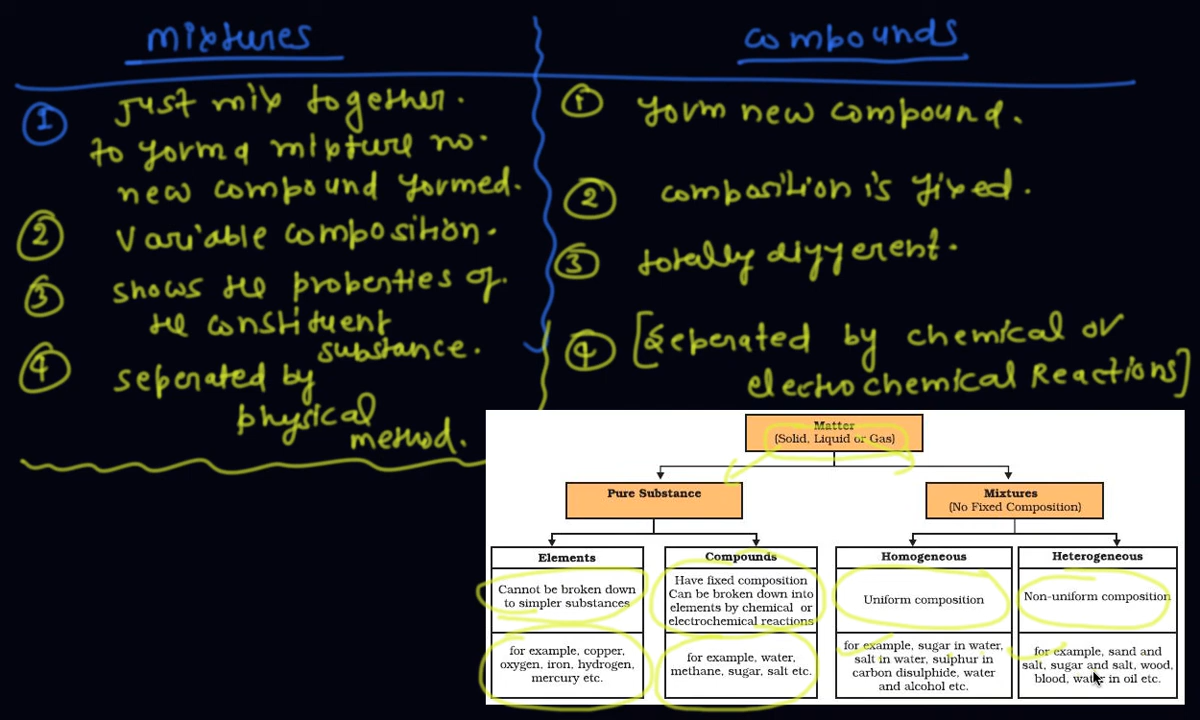 mixtures
compounds
1 Just mix together.
to form a mixture no.
new compound formed.
2 Variable composition.
3 shows the properties of.
the constituent
substance.
4 seperated by
physical
method.
1 form new compound.
2 composition is fixed.
3 totally different.
4 [seperated by chemical or
electrochemical Reactions]
Matter
(Solid, Liquid or Gas)
Pure Substance
Mixtures
(No Fixed Composition)
Elements
Cannot be broken down
to simpler substances
for example, copper,
oxygen, iron, hydrogen,
mercury etc.
Compounds
Have fixed composition
Can be broken down into
elements by chemical or
electrochemical reactions
for example, water,
methane, sugar, salt etc.
Homogeneous
Uniform composition
for example, sugar in water,
salt in water, sulphur in
carbon disulphide, water
and alcohol etc.
Heterogeneous
Non-uniform composition
for example, sand and
salt, sugar and salt, wood,
blood, water in oil etc.